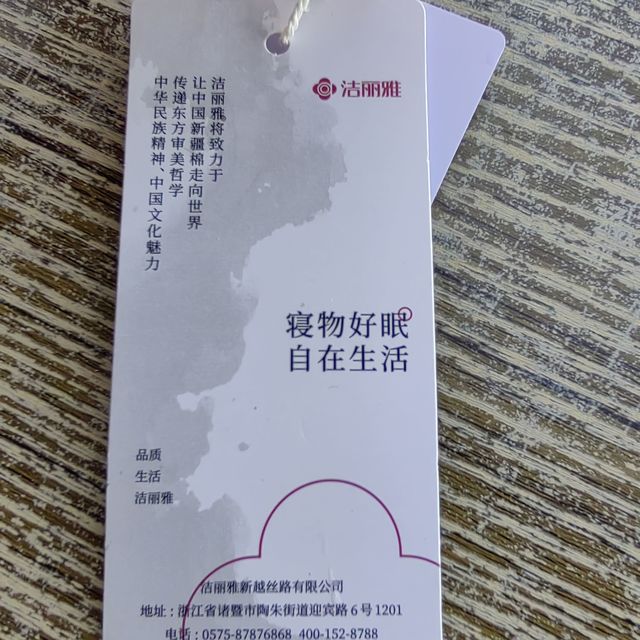 洁丽雅
洁丽雅将致力于
让中国新疆棉走向世界
传递东方审美哲学
中华民族精神、中国文化魅力
寝物好眠
自在生活
品质
生活
洁丽雅
洁丽雅新越丝路有限公司
地址：浙江省诸暨市陶朱街道迎宾路6号1201
电话：0575-87876868 400-152-8788